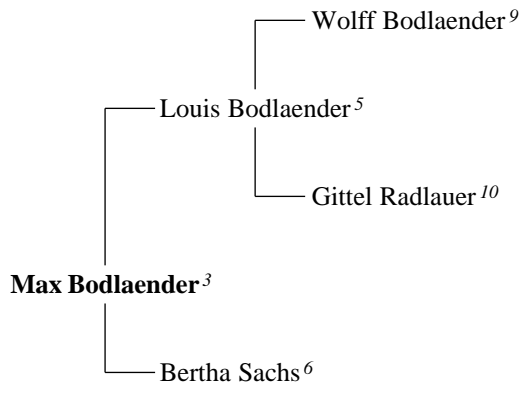 Wolff Bodlaender 9
Louis Bodlaender 5
Gittel Radlauer 10
Max Bodlaender 3
Bertha Sachs 6